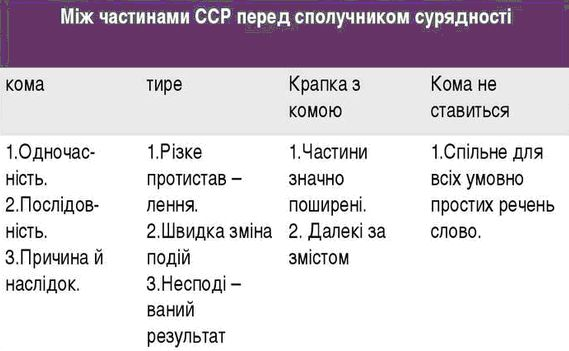 Між частинами ССР перед сполучником сурядності
кома
тире
Крапка з
комою
Кома не
ставиться
1.Одночас-
ність.
2.Послідов-
ність.
3.Причина й
наслідок.
1.Різке
протистав –
лення.
2.Швидка зміна
подій
3.Несподі –
ваний
результат
1.Частини
значно
поширені.
2. Далекі за
змістом
1.Спільне для
всіх умовно
простих речень
слово.